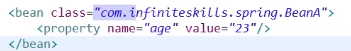 <bean class="com.infiniteskills.spring.BeanA">
<property name="age" value="23"/>
</bean>